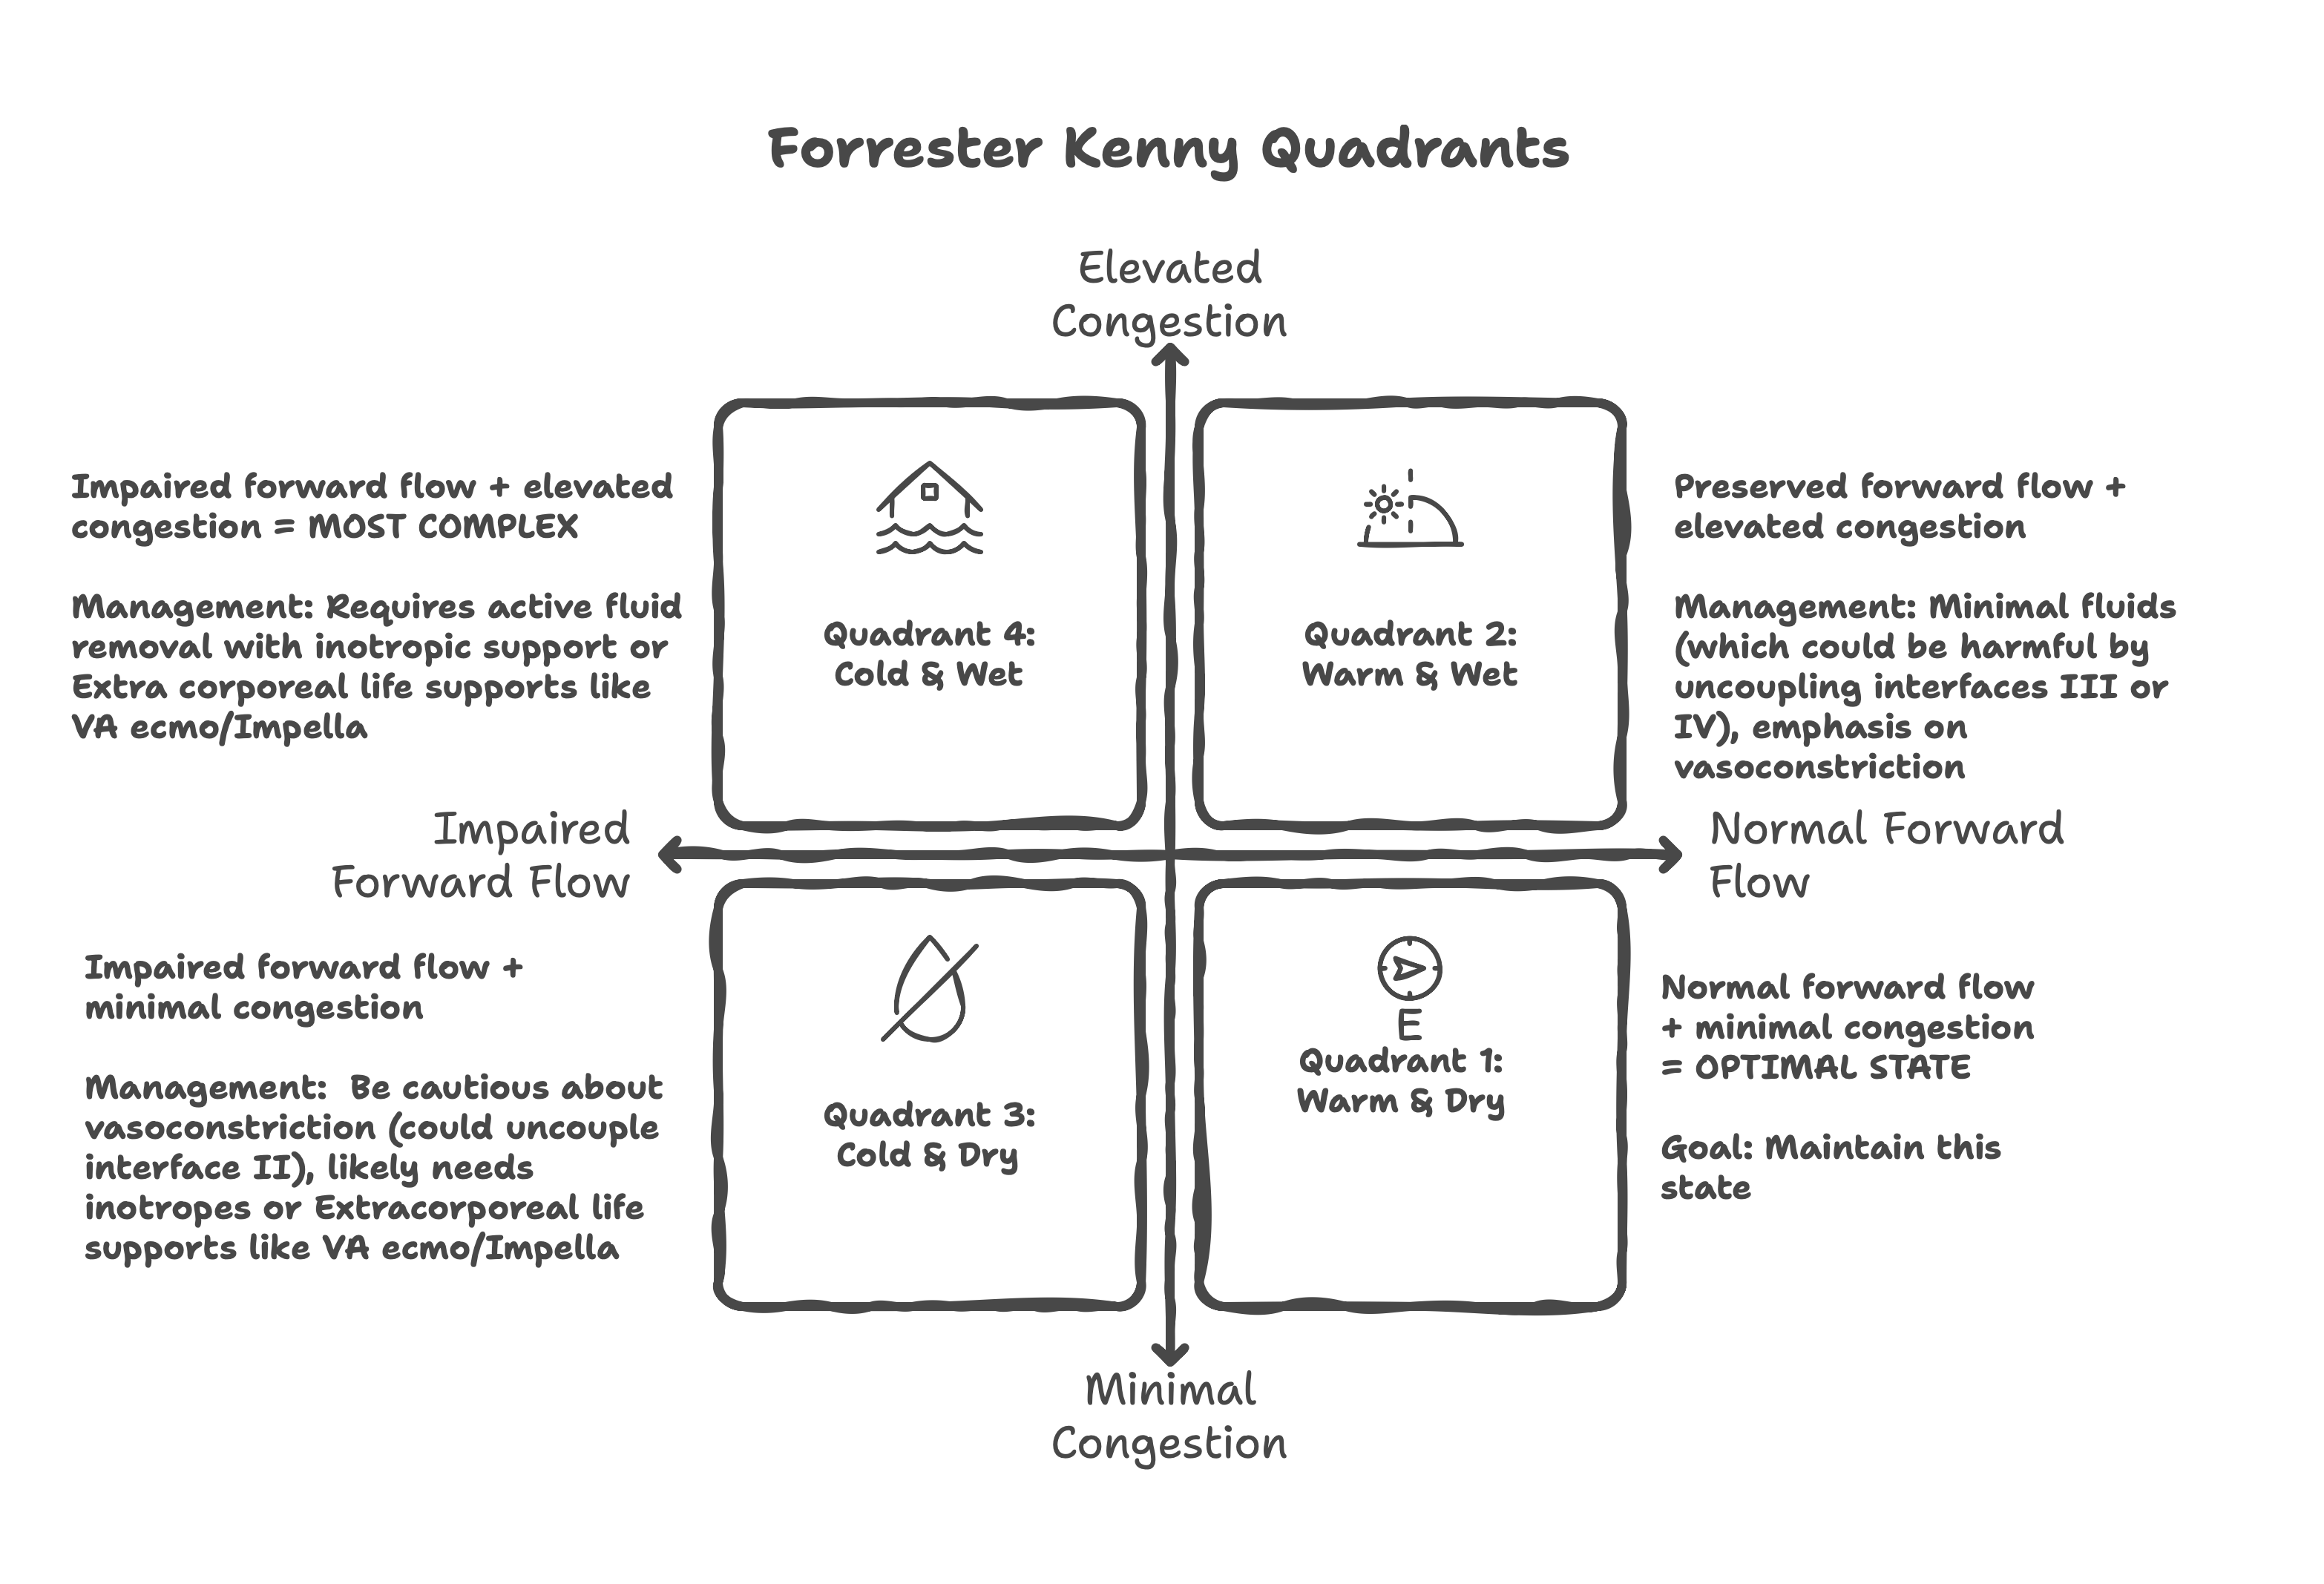 Forrester Kenny Quadrants
Elevated
Congestion
Impaired forward flow + elevated
congestion = MOST COMPLEX
Management: Requires active fluid
removal with inotropic support or
Extra corporeal life supports like
VA ecmo/Impella
Quadrant 4:
Cold & Wet
Quadrant 2:
Warm & Wet
Preserved forward flow +
elevated congestion
Management: Minimal fluids
(which could be harmful by
uncoupling interfaces III or
IV), emphasis on
vasoconstriction
Impaired
Forward Flow
Normal Forward
Flow
Impaired forward flow +
minimal congestion
Management: Be cautious about
vasoconstriction (could uncouple
interface II), likely needs
inotropes or Extracorporeal life
supports like VA ecmo/Impella
Quadrant 3:
Cold & Dry
E
Quadrant 1:
Warm & Dry
Normal forward flow
+ minimal congestion
= OPTIMAL STATE
Goal: Maintain this
state
Minimal
Congestion